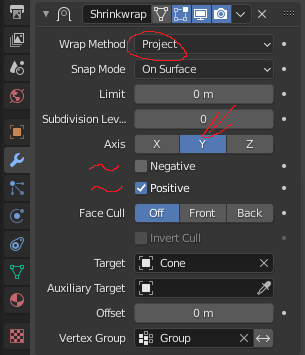 Shrinkwrap
Wrap Method Project
Snap Mode On Surface
Limit 0 m
Subdivision Lev... 0
Axis X Y Z
Negative
Positive
Face Cull Off Front Back
Invert Cull
Target Cone
Auxiliary Target
Offset 0 m
Vertex Group Group